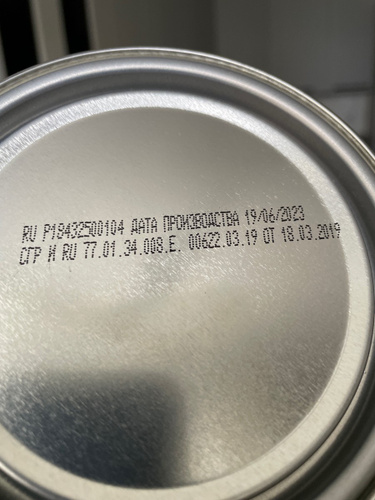 RU P18432500104 ДАТА ПРОИЗВОДСТВА 19/06/2023
СГР И RU 77.01.34.008.Е. 00622.03.19 ОТ 18.03.2019